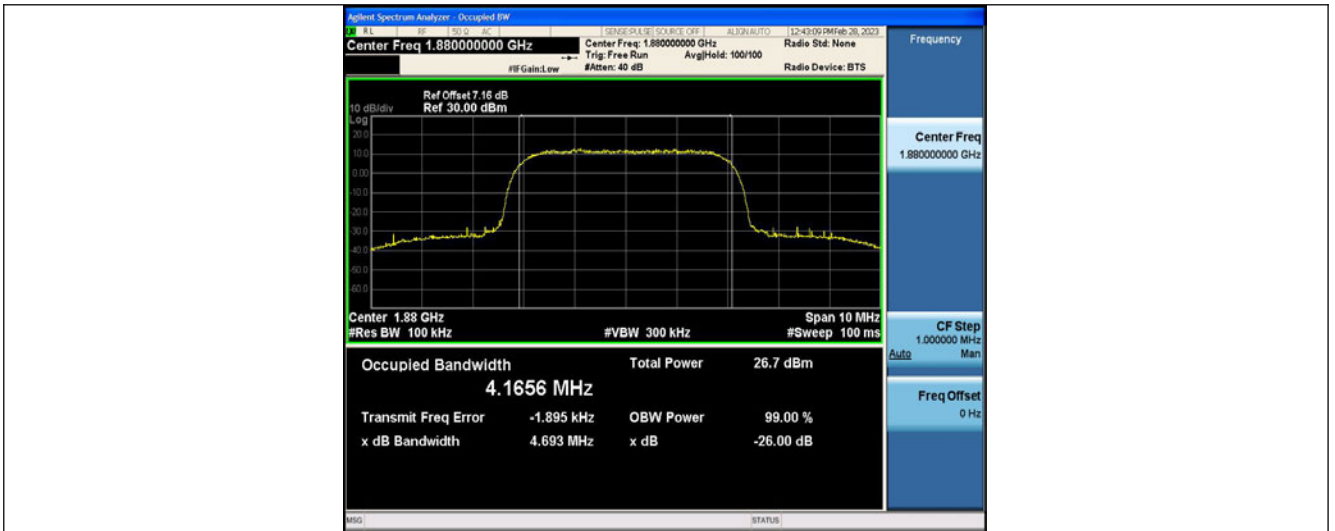 Agilent Spectrum Analyzer - Occupied BW
RL RF 50 Ω AC SENSE:PULSE SOURCE OFF ALIGN AUTO 12:43:09 PM Feb 28, 2023
Center Freq 1.880000000 GHz
Center Freq: 1.880000000 GHz
Radio Std: None
Trig: Free Run Avg|Hold: 100/100
#IFGain:Low #Atten: 40 dB Radio Device: BTS
Ref Offset 7.16 dB
10 dB/div Ref 30.00 dBm
Log
20.0
10.0
0.00
-10.0
-20.0
-30.0
-40.0
-50.0
-60.0
Center 1.88 GHz Span 10 MHz
#Res BW 100 kHz #VBW 300 kHz #Sweep 100 ms
Occupied Bandwidth Total Power 26.7 dBm
4.1656 MHz
Transmit Freq Error -1.895 kHz OBW Power 99.00 %
x dB Bandwidth 4.693 MHz x dB -26.00 dB
MSG STATUS
Frequency
Center Freq
1.880000000 GHz
CF Step
1.000000 MHz
Auto Man
Freq Offset
0 Hz